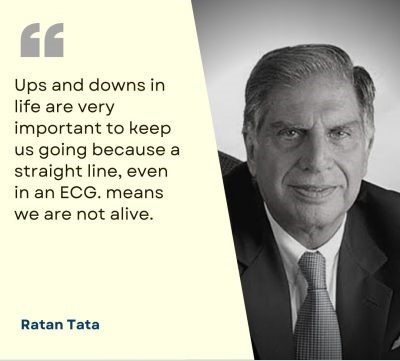 Ups and downs in
life are very
important to keep
us going because a
straight line, even
in an ECG. means
we are not alive.
Ratan Tata